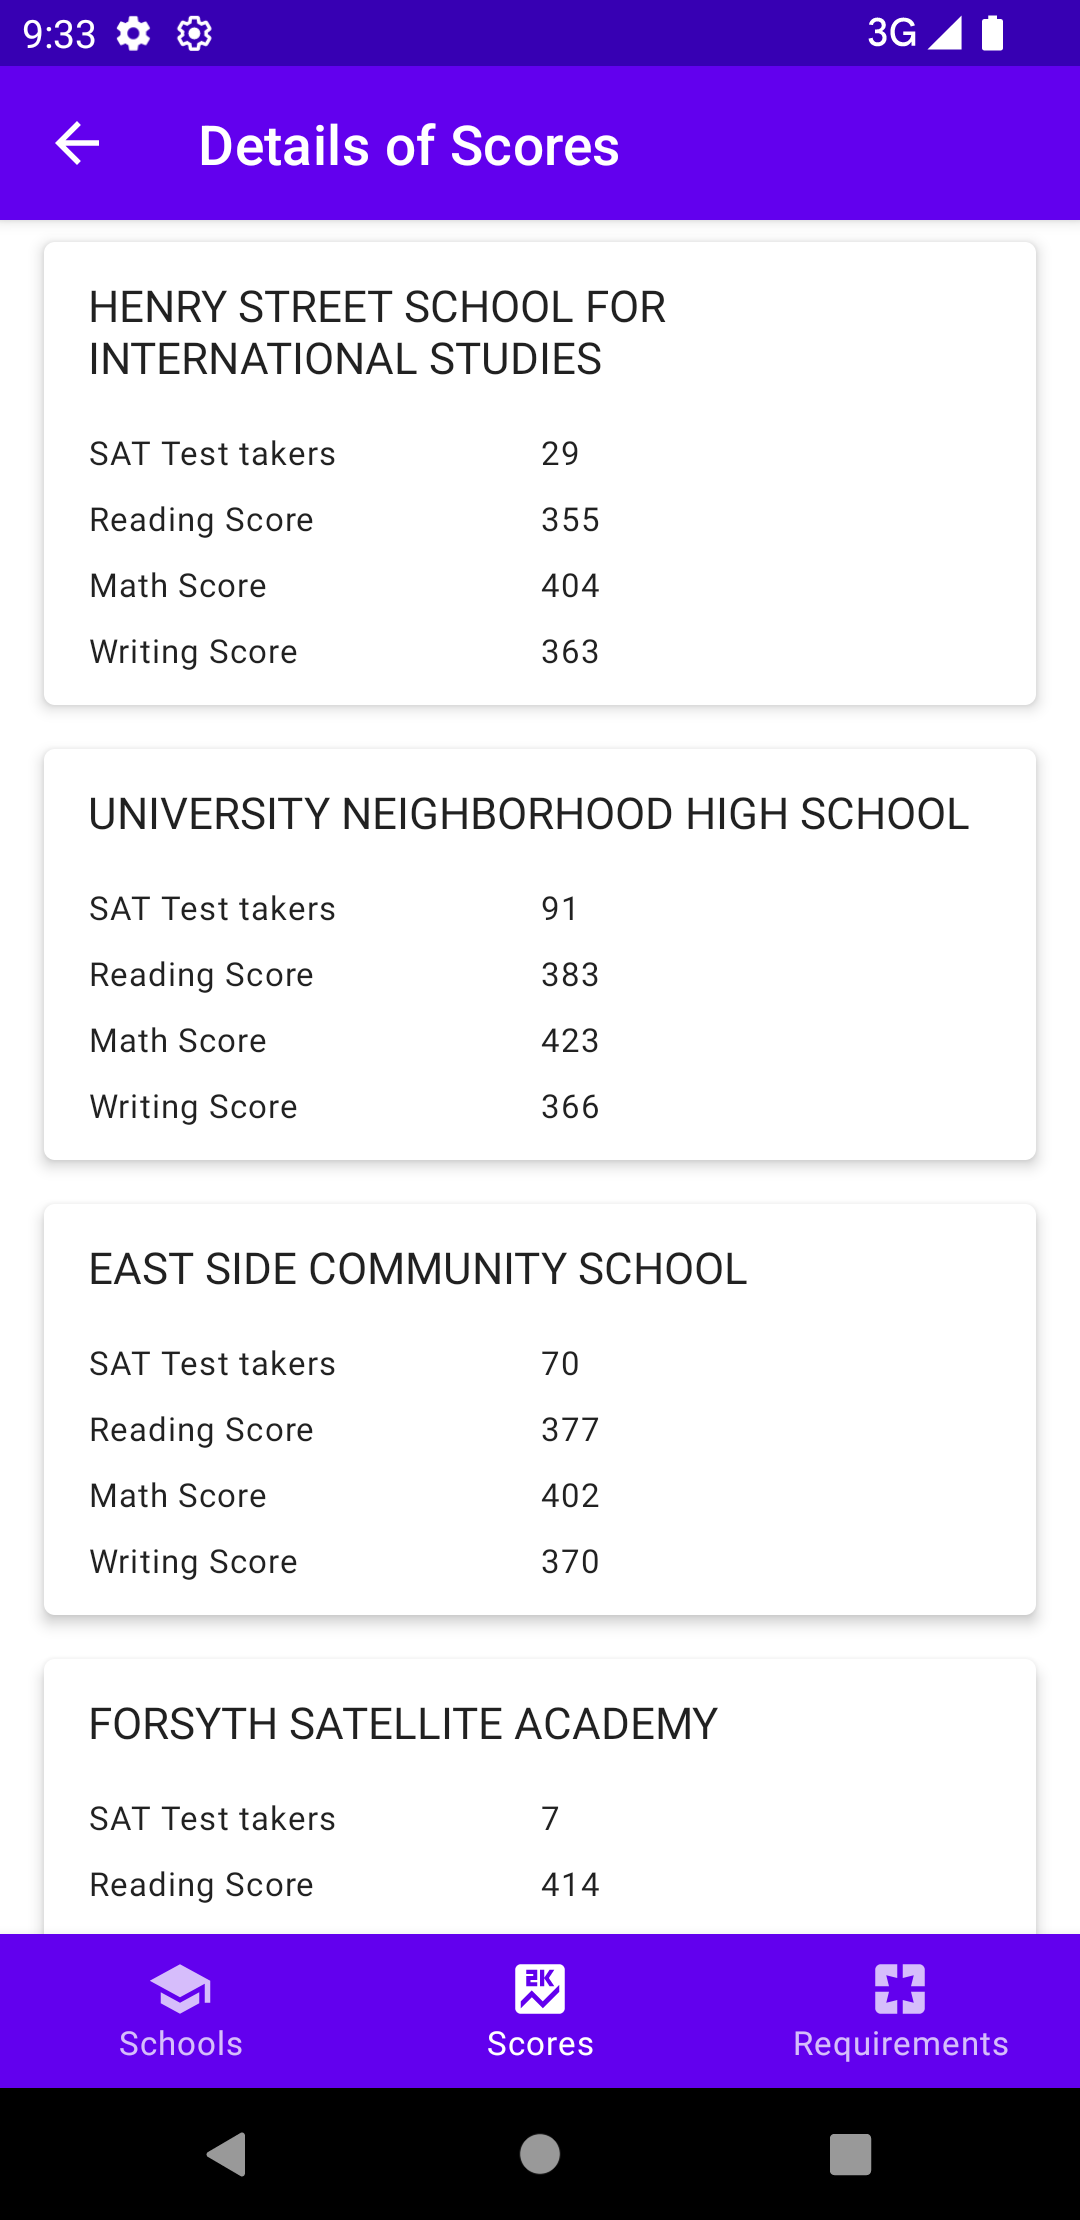 9:33
3G
Details of Scores
HENRY STREET SCHOOL FOR
INTERNATIONAL STUDIES
SAT Test takers 29
Reading Score 355
Math Score 404
Writing Score 363
UNIVERSITY NEIGHBORHOOD HIGH SCHOOL
SAT Test takers 91
Reading Score 383
Math Score 423
Writing Score 366
EAST SIDE COMMUNITY SCHOOL
SAT Test takers 70
Reading Score 377
Math Score 402
Writing Score 370
FORSYTH SATELLITE ACADEMY
SAT Test takers 7
Reading Score 414
2K
Schools
Scores
Requirements